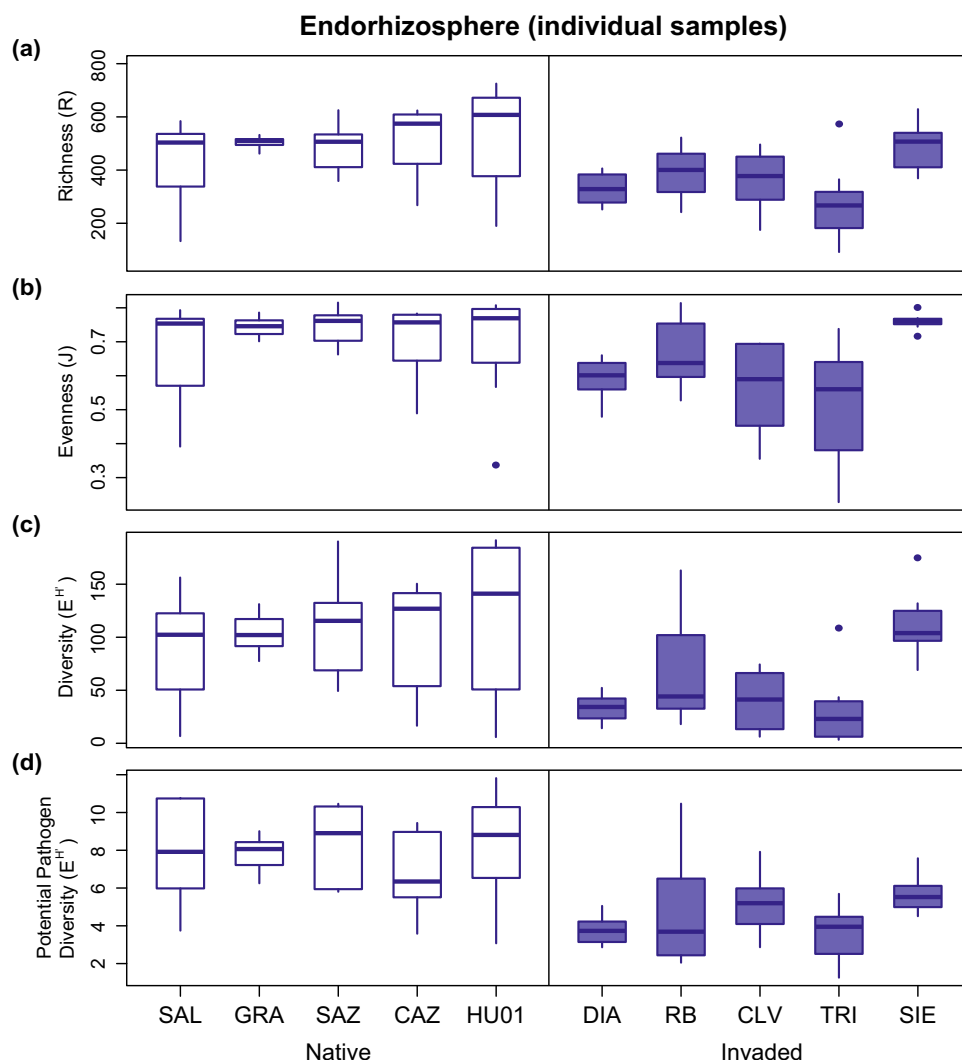 Endorhizosphere (individual samples)
(a)
Richness (R)
800
600
400
200
(b)
Evenness (J)
0.7
0.5
0.3
(c)
Diversity (E^H')
150
100
50
0
(d)
Potential Pathogen
Diversity (E^H')
10
8
6
4
2
SAL GRA SAZ CAZ HU01 DIA RB CLV TRI SIE
Native Invaded